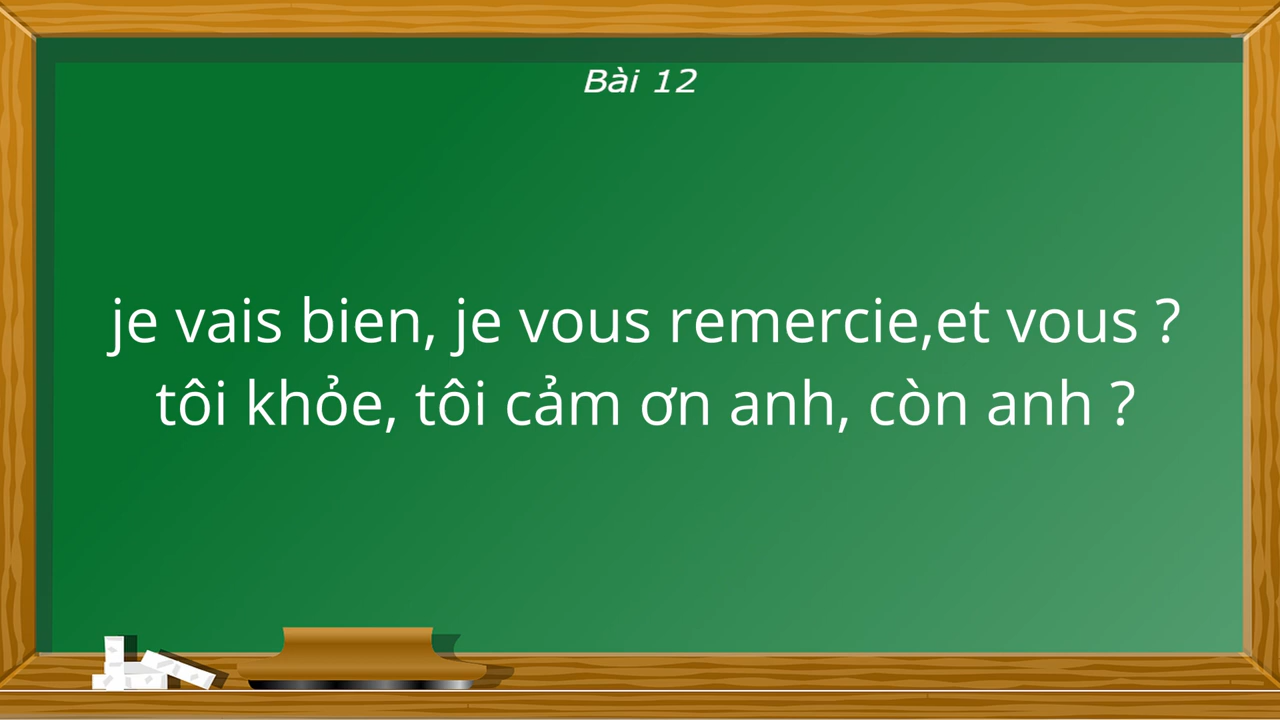 Bài 12
je vais bien, je vous remercie,et vous ?
tôi khỏe, tôi cảm ơn anh, còn anh ?